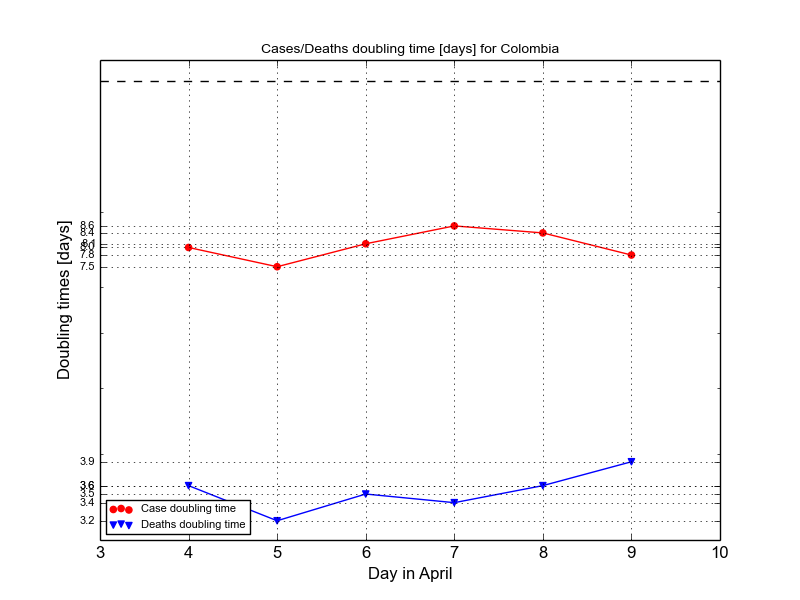 Cases/Deaths doubling time [days] for Colombia
Doubling times [days]
8.6
8.4
8.1
8.0
7.8
7.5
3.9
3.6
3.5
3.4
3.2
Case doubling time
Deaths doubling time
3 4 5 6 7 8 9 10
Day in April